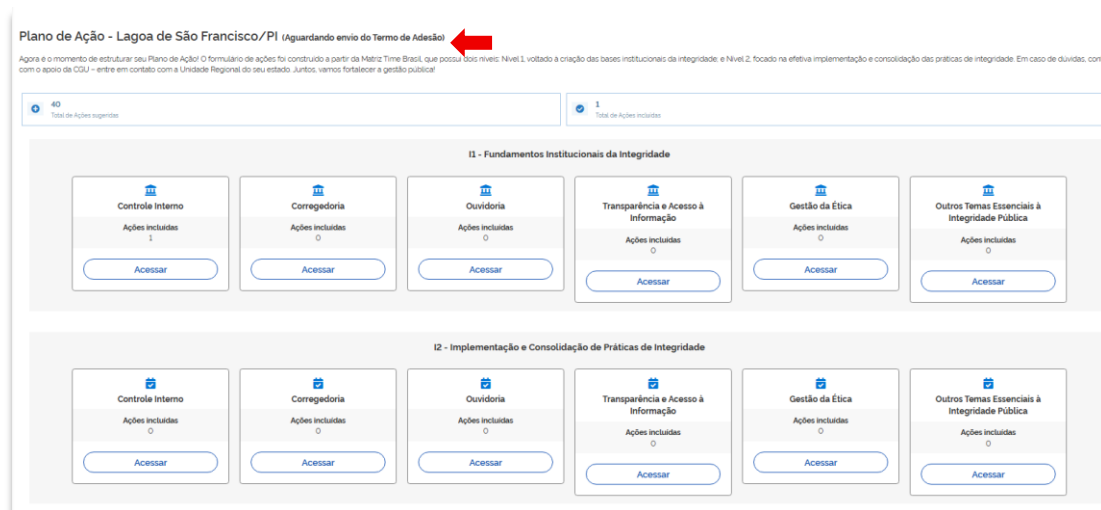 Plano de Ação - Lagoa de São Francisco/PI (Aguardando envio do Termo de Adesão)
Agora é o momento de estruturar seu Plano de Ação! O formulário de ações foi construído a partir da Matriz Time Brasil, que possui dois níveis: Nível 1, voltado à criação das bases institucionais da integridade; e Nível 2, focado na efetiva implementação e consolidação das práticas de integridade. Em caso de dúvidas, con
com o apoio da CGU – entre em contato com a Unidade Regional do seu estado. Juntos, vamos fortalecer a gestão pública!
40
Total de Ações sugeridas
1
Total de Ações incluídas
I1 - Fundamentos Institucionais da Integridade
Controle Interno
Ações incluídas
1
Acessar
Corregedoria
Ações incluídas
0
Acessar
Ouvidoria
Ações incluídas
0
Acessar
Transparência e Acesso à
Informação
Ações incluídas
0
Acessar
Gestão da Ética
Ações incluídas
0
Acessar
Outros Temas Essenciais à
Integridade Pública
Ações incluídas
0
Acessar
I2 - Implementação e Consolidação de Práticas de Integridade
Controle Interno
Ações incluídas
0
Acessar
Corregedoria
Ações incluídas
0
Acessar
Ouvidoria
Ações incluídas
0
Acessar
Transparência e Acesso à
Informação
Ações incluídas
0
Acessar
Gestão da Ética
Ações incluídas
0
Acessar
Outros Temas Essenciais à
Integridade Pública
Ações incluídas
0
Acessar